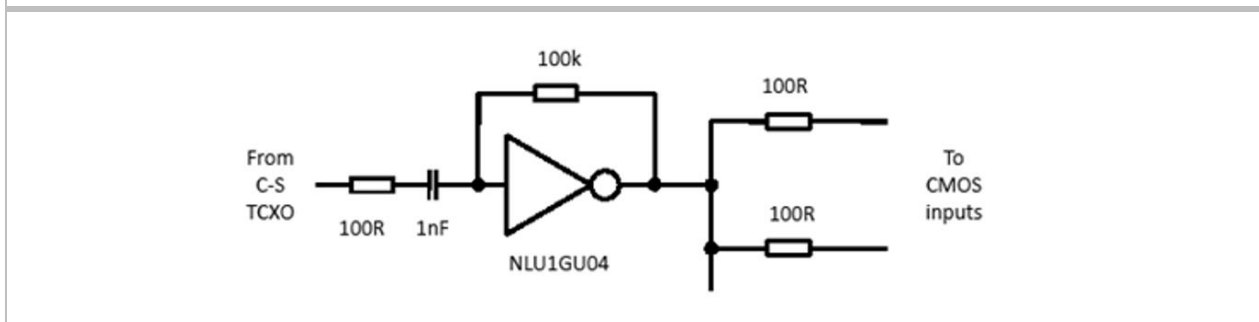 100k
100R
From
C-S
TCXO
100R
1nF
NLU1GU04
100R
To
CMOS
inputs